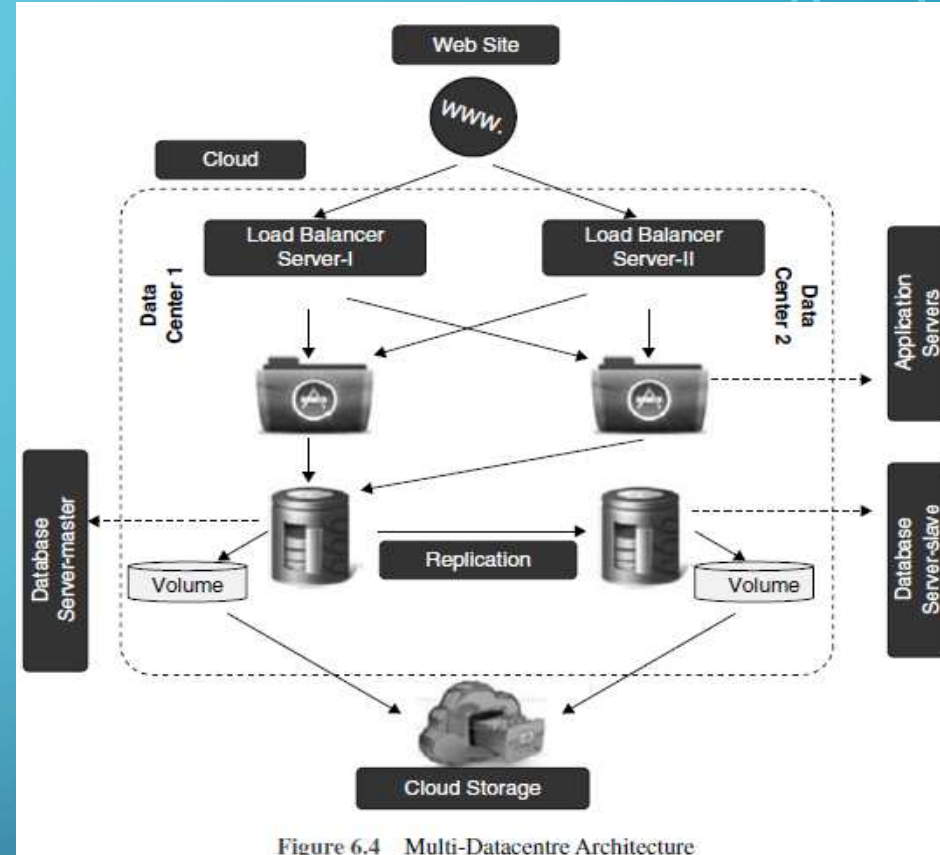 Web Site
WWW.
Cloud
Load Balancer
Server-I
Load Balancer
Server-II
Data
Center 1
Data
Center 2
Application
Servers
Database
Server-master
Replication
Volume
Volume
Database
Server-slave
Cloud Storage
Figure 6.4 Multi-Datacentre Architecture